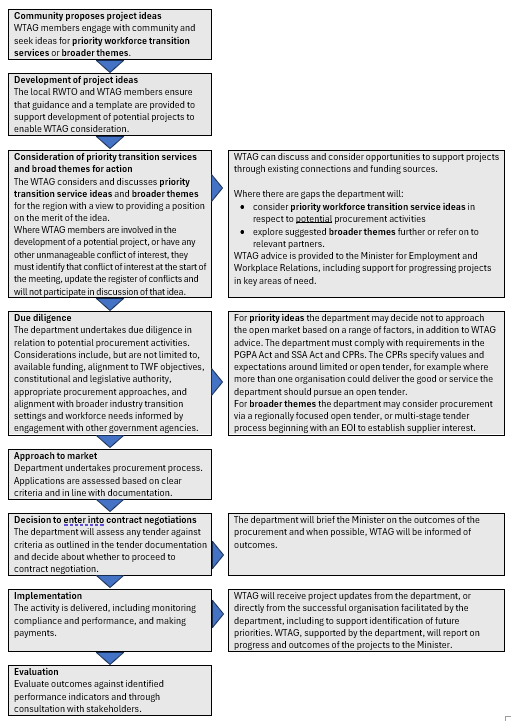 Community proposes project ideas
WTAG members engage with community and
seek ideas for priority workforce transition
services or broader themes.
Development of project ideas
The local RWTO and WTAG members ensure
that guidance and a template are provided to
support development of potential projects to
enable WTAG consideration.
Consideration of priority transition services
and broad themes for action
The WTAG considers and discusses priority
transition service ideas and broader themes
for the region with a view to providing a position
on the merit of the idea.
Where WTAG members are involved in the
development of a potential project, or have any
other unmanageable conflict of interest, they
must identify that conflict of interest at the start of
the meeting, update the register of conflicts and
will not participate in discussion of that idea.
WTAG can discuss and consider opportunities to support projects
through existing connections and funding sources.
Where there are gaps the department will:
• consider priority workforce transition service ideas in
respect to potential procurement activities
• explore suggested broader themes further or refer on to
relevant partners.
WTAG advice is provided to the Minister for Employment and
Workplace Relations, including support for progressing projects
in key areas of need.
Due diligence
The department undertakes due diligence in
relation to potential procurement activities.
Considerations include, but are not limited to,
available funding, alignment to TWF objectives,
constitutional and legislative authority,
appropriate procurement approaches, and
alignment with broader industry transition
settings and workforce needs informed by
engagement with other government agencies.
For priority ideas the department may decide not to approach
the open market based on a range of factors, in addition to WTAG
advice. The department must comply with requirements in the
PGPA Act and SSA Act and CPRs. The CPRs specify values and
expectations around limited or open tender, for example where
more than one organisation could deliver the good or service the
department should pursue an open tender.
For broader themes the department may consider procurement
via a regionally focused open tender, or multi-stage tender
process beginning with an EOI to establish supplier interest.
Approach to market
Department undertakes procurement process.
Applications are assessed based on clear
criteria and in line with documentation.
Decision to enter into contract negotiations
The department will assess any tender against
criteria as outlined in the tender documentation
and decide about whether to proceed to
contract negotiation.
The department will brief the Minister on the outcomes of the
procurement and when possible, WTAG will be informed of
outcomes.
Implementation
The activity is delivered, including monitoring
compliance and performance, and making
payments.
WTAG will receive project updates from the department, or
directly from the successful organisation facilitated by the
department, including to support identification of future
priorities. WTAG, supported by the department, will report on
progress and outcomes of the projects to the Minister.
Evaluation
Evaluate outcomes against identified
performance indicators and through
consultation with stakeholders.